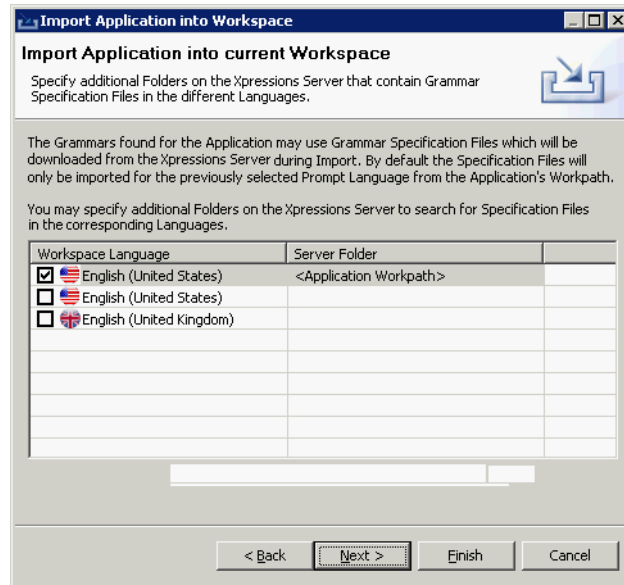 Import Application into Workspace
Import Application into current Workspace
Specify additional Folders on the Xpressions Server that contain Grammar
Specification Files in the different Languages.
The Grammars found for the Application may use Grammar Specification Files which will be
downloaded from the Xpressions Server during Import. By default the Specification Files will
only be imported for the previously selected Prompt Language from the Application's Workpath.
You may specify additional Folders on the Xpressions Server to search for Specification Files
in the corresponding Languages.
Workspace Language Server Folder
English (United States) <Application Workpath>
English (United States)
English (United Kingdom)
< Back Next > Finish Cancel